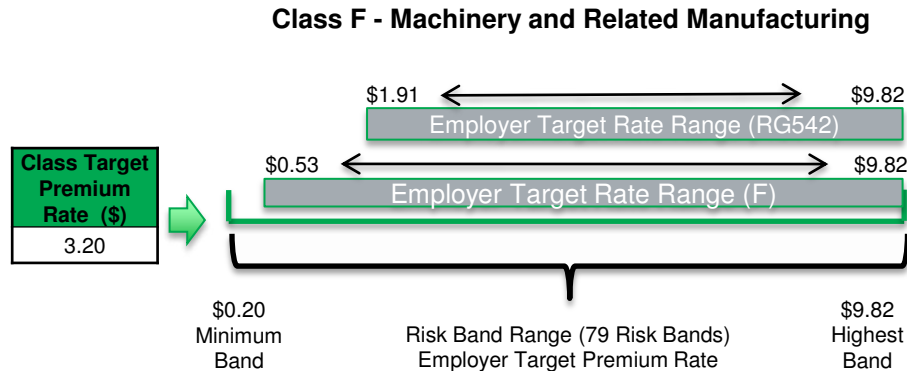 Class F - Machinery and Related Manufacturing
$1.91 $9.82
Employer Target Rate Range (RG542)
$0.53 $9.82
Employer Target Rate Range (F)
Class Target
Premium
Rate ($)
3.20
$0.20
Minimum
Band
Risk Band Range (79 Risk Bands)
Employer Target Premium Rate
$9.82
Highest
Band